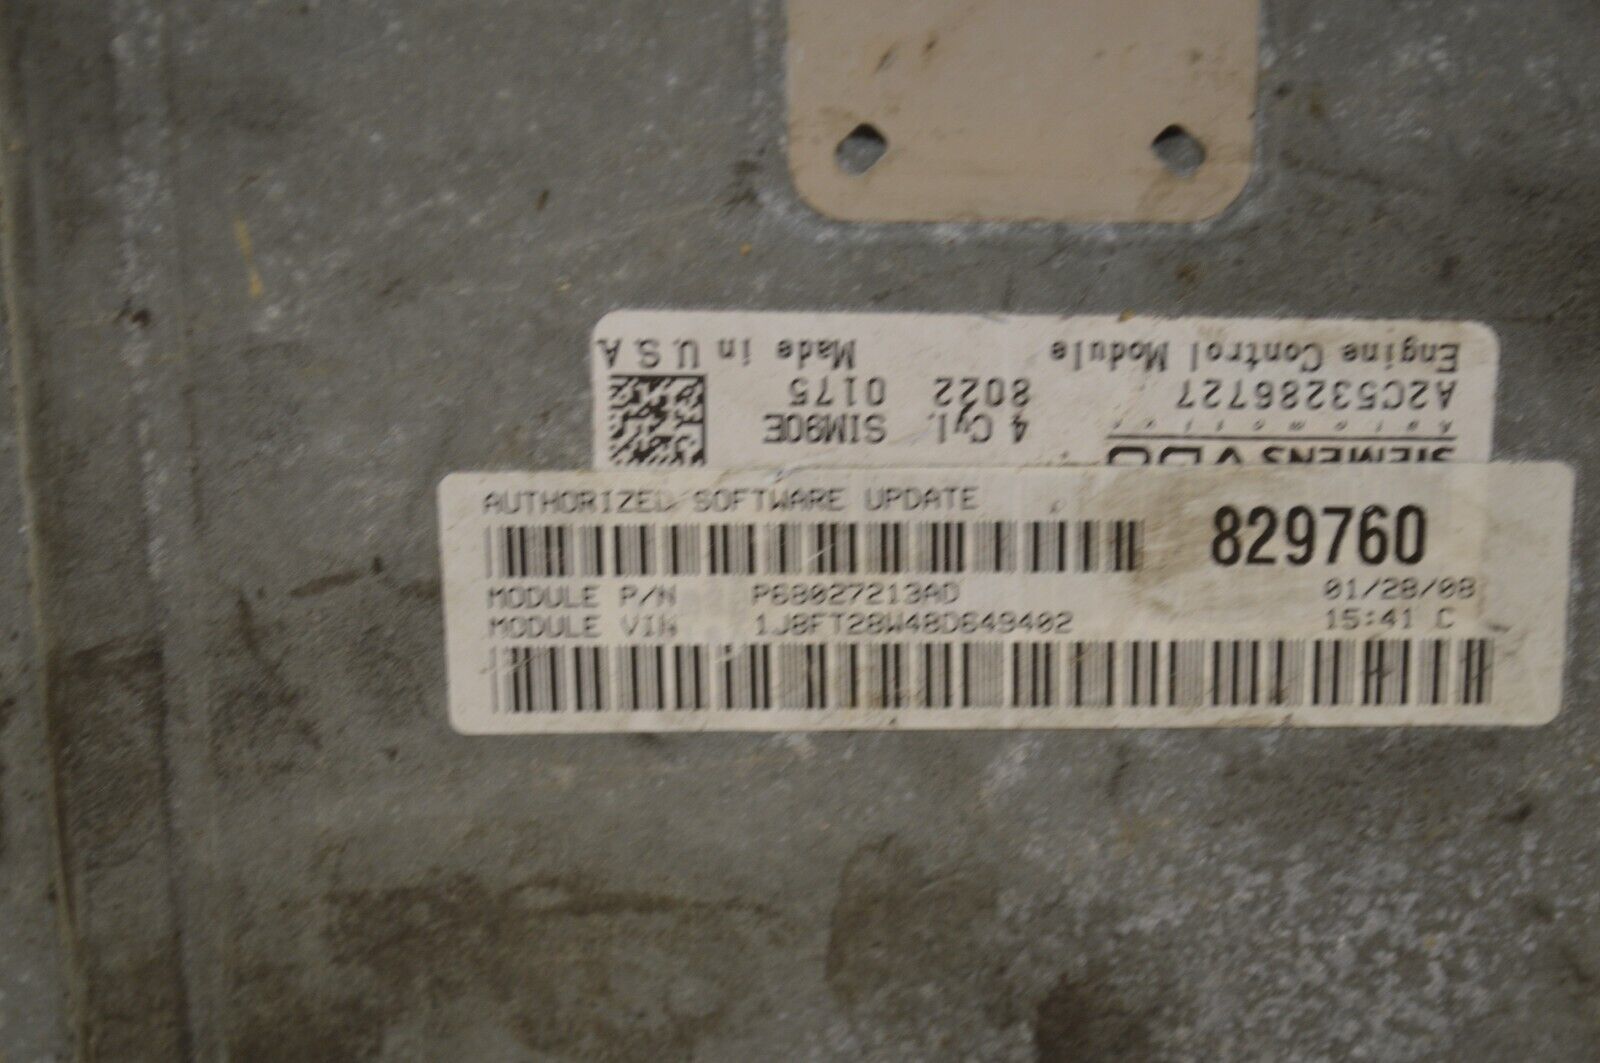 Engine Control Module Made in U.S.A.
A2C53286727 8022 0175
Automotive 4 Cyl. SIM90E
SIEMENS VDO
AUTHORIZED SOFTWARE UPDATE
829760
MODULE P/N P68027213AD 01/28/08
MODULE VIN 1J8FT28W48D649402 15:41 C